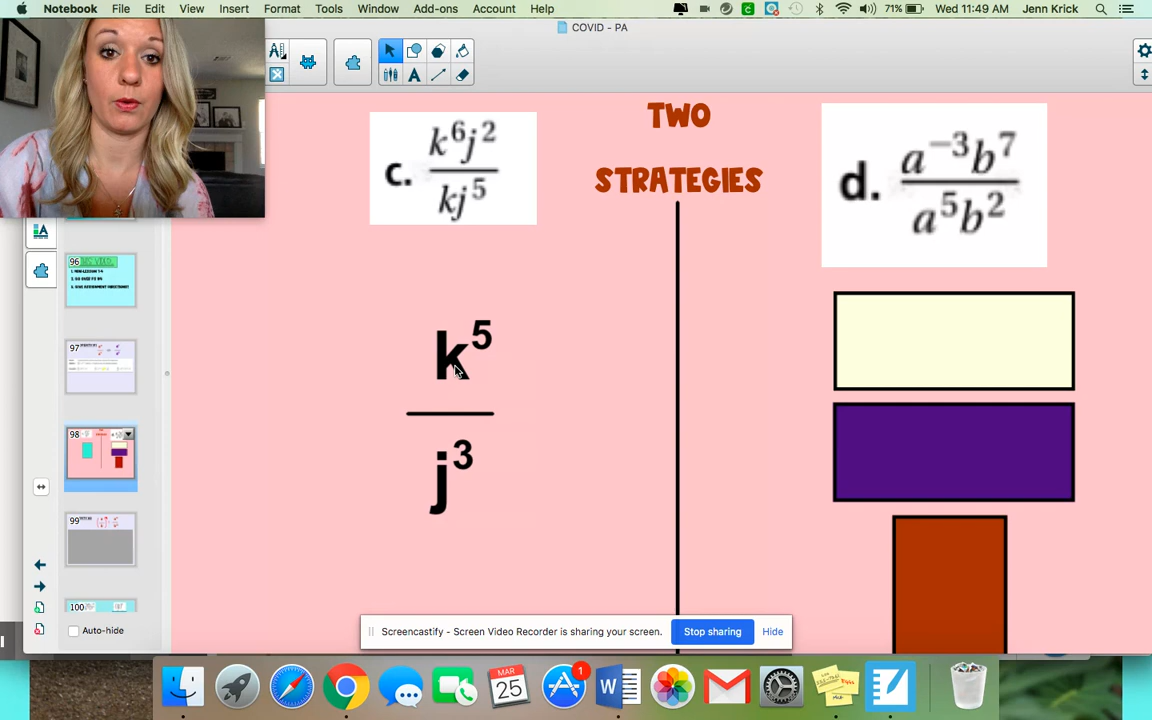 Notebook File Edit View Insert Format Tools Window Add-ons Account Help 71% Wed 11:49 AM Jenn Krick
COVID - PA
TWO
STRATEGIES
c. k⁶j²
kj⁵
d. a⁻³b⁷
a⁵b²
k⁵
j³
96
97
98
99
100
Auto-hide
Screencastify - Screen Video Recorder is sharing your screen. Stop sharing Hide
MAR
25
1
W